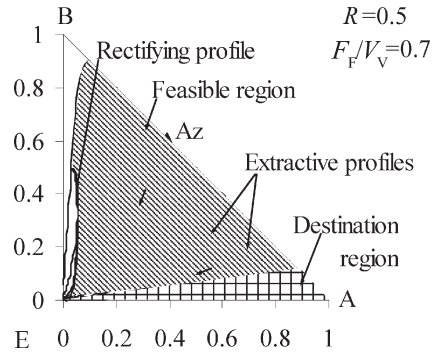 B
R=0.5
F_F/V_V=0.7
1
Rectifying profile
Feasible region
0.8
Az
0.6
Extractive profiles
0.4
Destination
region
0.2
0
A
E 0 0.2 0.4 0.6 0.8 1